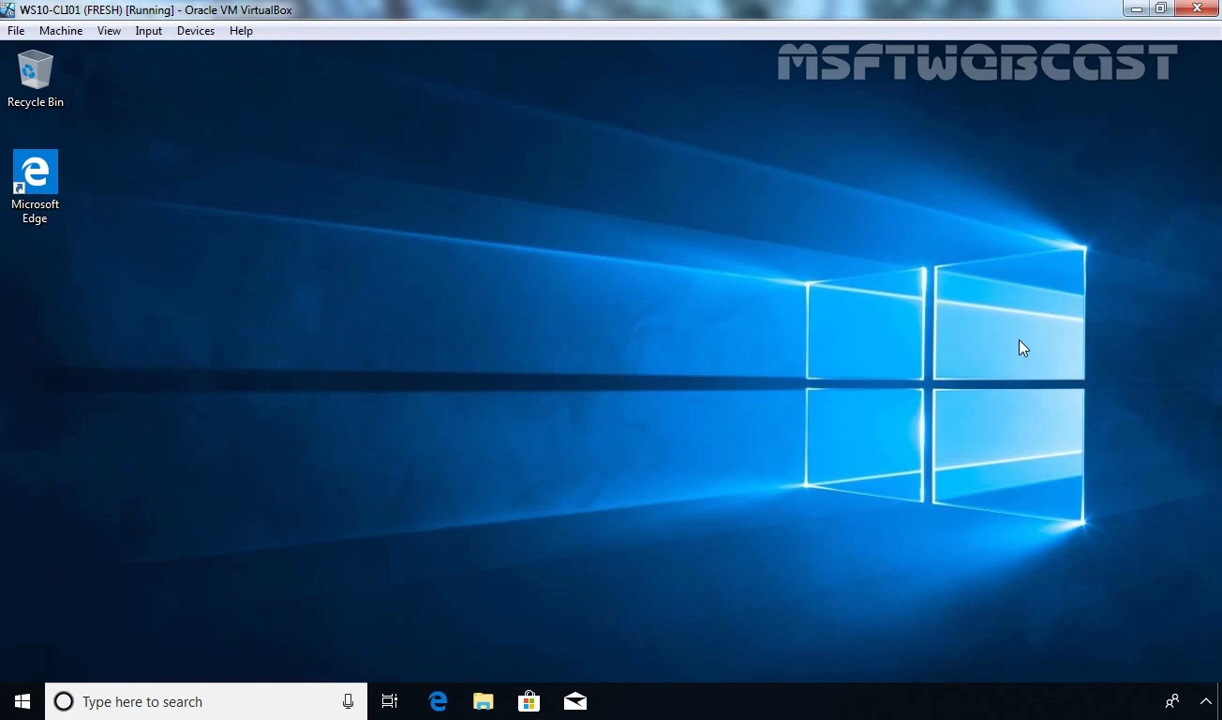 WS10-CLI01 (FRESH) [Running] - Oracle VM VirtualBox
File Machine View Input Devices Help
MSFTWEBCAST
Recycle Bin
Microsoft
Edge
Type here to search